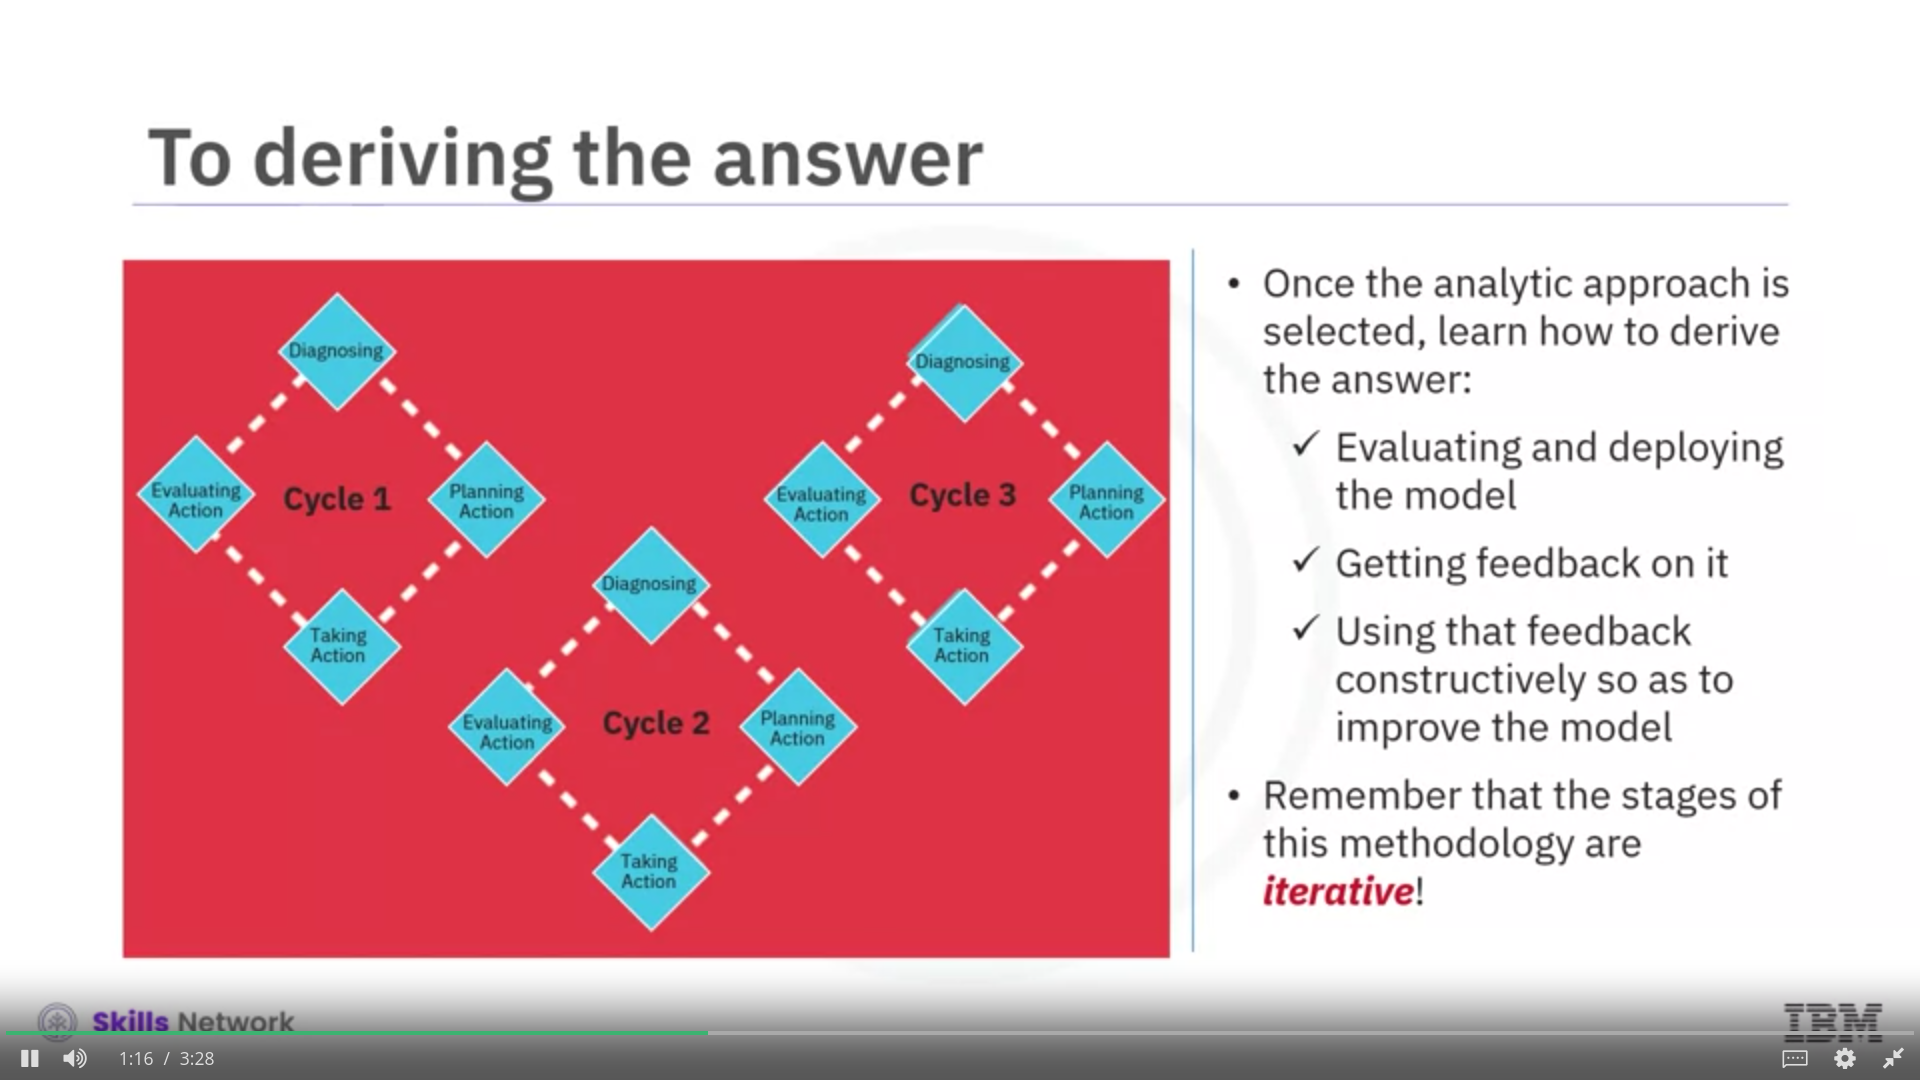 To deriving the answer
Diagnosing
Evaluating
Action
Cycle 1
Planning
Action
Taking
Action
Diagnosing
Evaluating
Action
Cycle 2
Planning
Action
Taking
Action
Diagnosing
Evaluating
Action
Cycle 3
Planning
Action
Taking
Action
• Once the analytic approach is
selected, learn how to derive
the answer:
✓ Evaluating and deploying
the model
✓ Getting feedback on it
✓ Using that feedback
constructively so as to
improve the model
• Remember that the stages of
this methodology are
iterative!
Skills Network
IBM
1:16 / 3:28